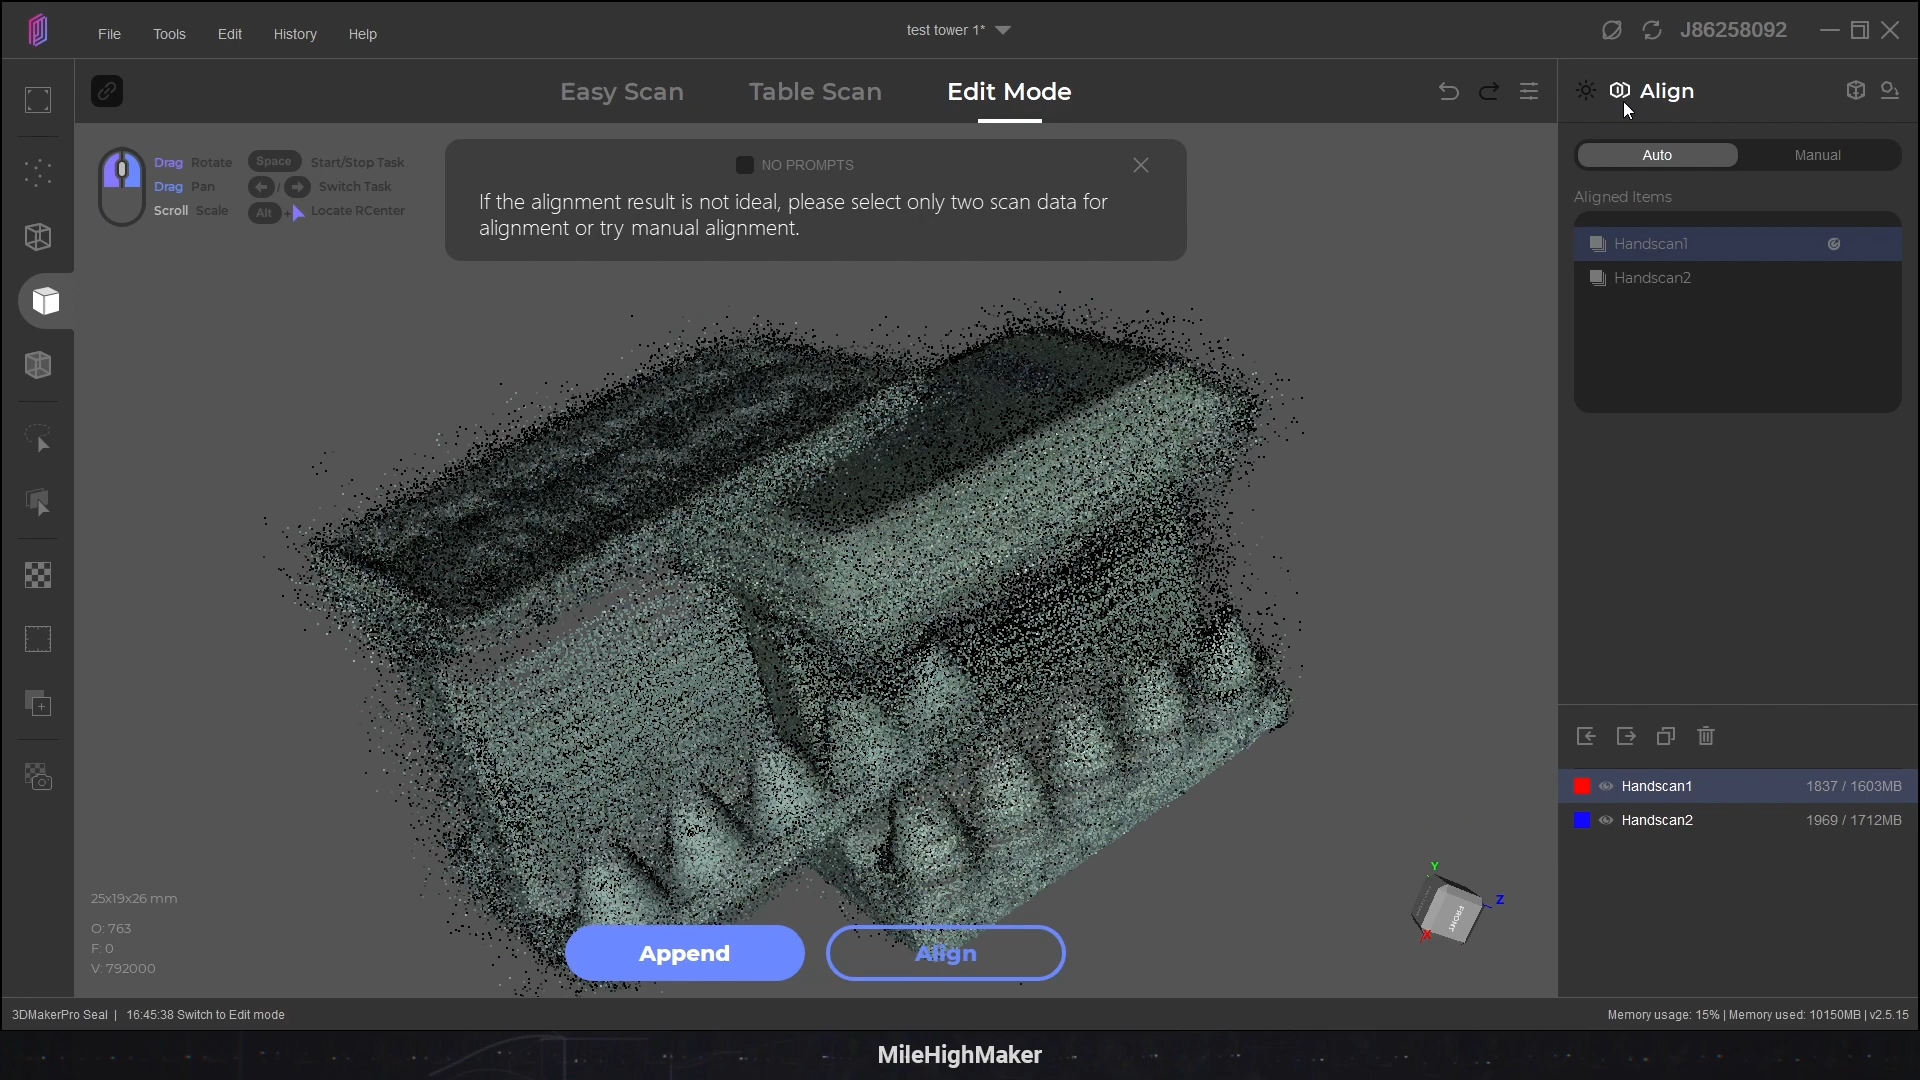 File Tools Edit History Help
test tower 1*
J86258092
Easy Scan Table Scan Edit Mode
Align
Drag Rotate Space Start/Stop Task
Drag Pan / Switch Task
Scroll Scale Alt + Locate RCenter
NO PROMPTS
If the alignment result is not ideal, please select only two scan data for
alignment or try manual alignment.
Auto Manual
Aligned Items
Handscan1
Handscan2
Handscan1 1837 / 1603MB
Handscan2 1969 / 1712MB
Y
Z
X
FRONT
25x19x26 mm
O: 763
F: 0
V: 792000
Append Align
3DMakerPro Seal | 16:45:38 Switch to Edit mode
Memory usage: 15% | Memory used: 10150MB | v2.5.15
MileHighMaker